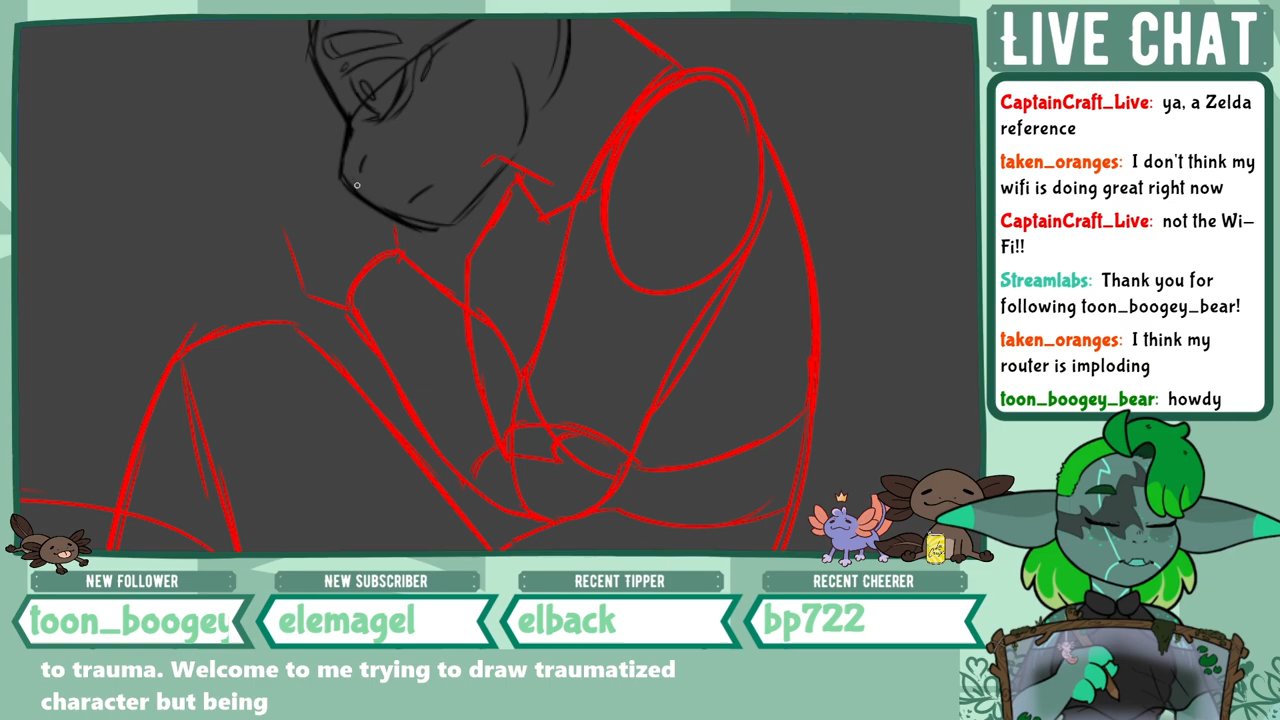 LIVE CHAT
CaptainCraft_Live: ya, a Zelda
reference
taken_oranges: I don't think my
wifi is doing great right now
CaptainCraft_Live: not the Wi-
Fi!!
Streamlabs: Thank you for
following toon_boogey_bear!
taken_oranges: I think my
router is imploding
toon_boogey_bear: howdy
NEW FOLLOWER
NEW SUBSCRIBER
RECENT TIPPER
RECENT CHEERER
toon_boogey
elemagel
elback
bp722
to trauma. Welcome to me trying to draw traumatized
character but being